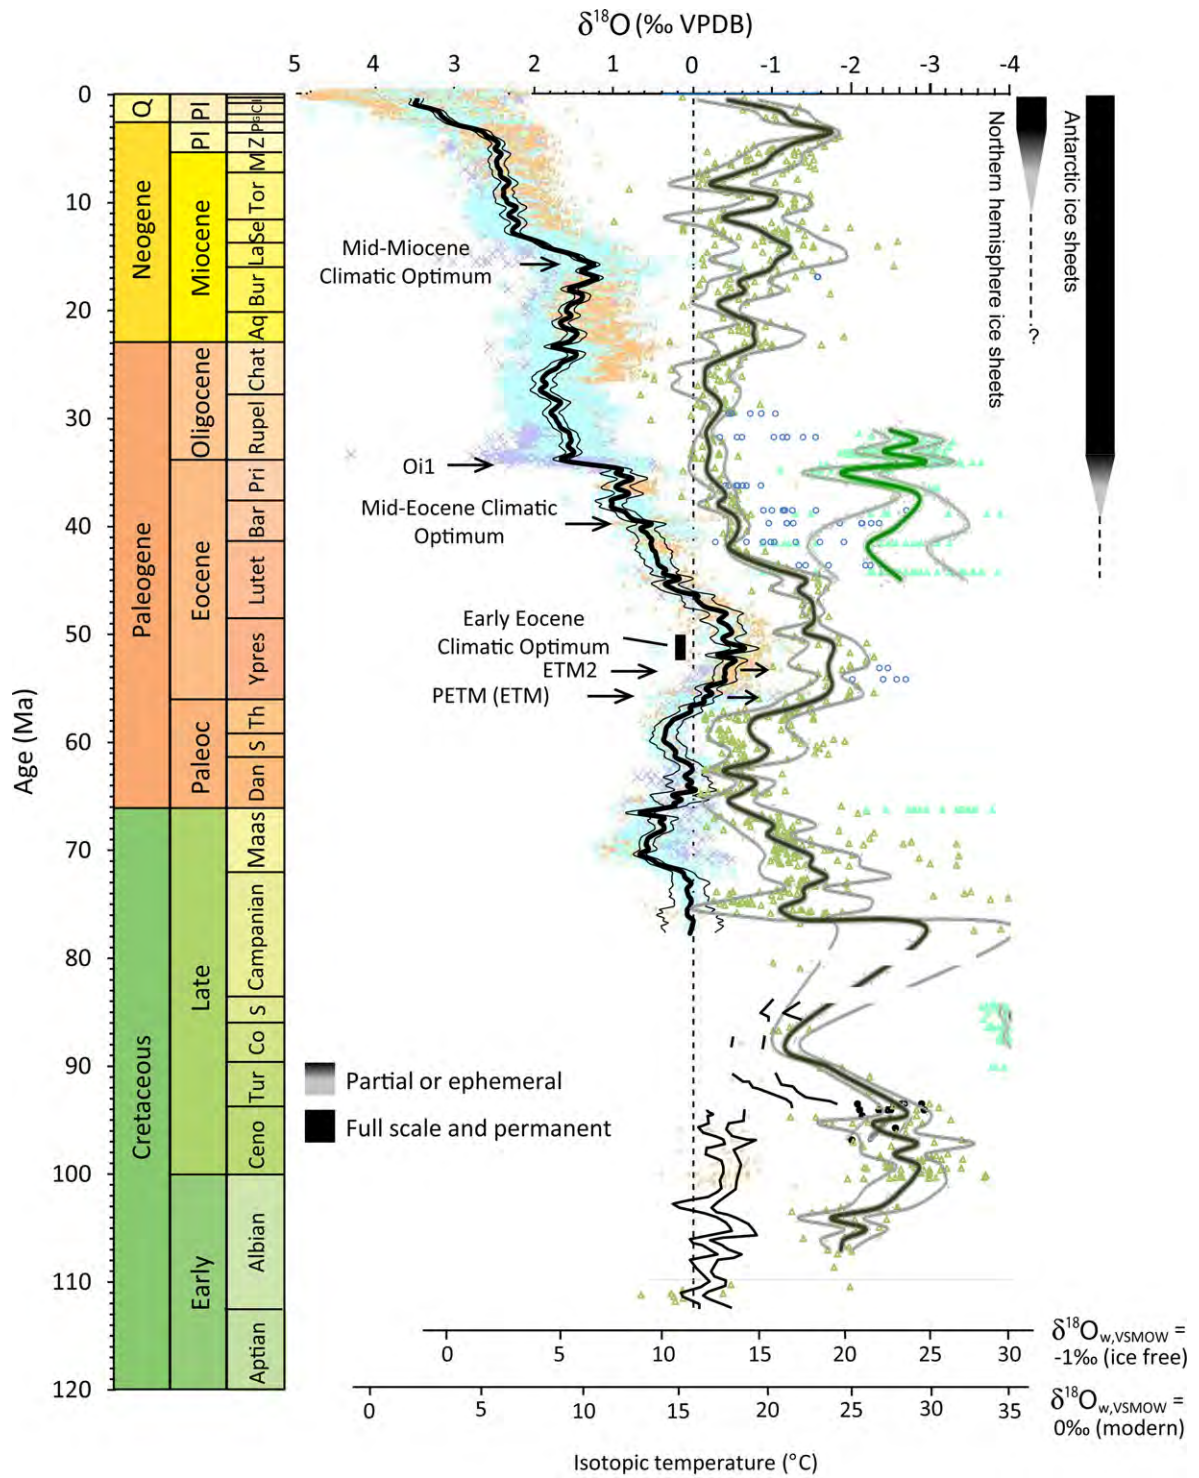 δ¹⁸O (‰ VPDB)
5 4 3 2 1 0 -1 -2 -3 -4
Age (Ma)
0
10
20
30
40
50
60
70
80
90
100
110
120
Q
Neogene
Paleogene
Cretaceous
Pl
Pl
Miocene
Oligocene
Eocene
Paleoc
Late
Early
Z
M
Tor
Se
La
Bur
Aq
Chat
Rupel
Pri
Bar
Lutet
Ypres
Th
S
Dan
Maas
Campanian
S
Co
Tur
Ceno
Albian
Aptian
Mid-Miocene
Climatic Optimum
Oi1
Mid-Eocene Climatic
Optimum
Early Eocene
Climatic Optimum
ETM2
PETM (ETM)
Northern hemisphere ice sheets
?
Antarctic ice sheets
Partial or ephemeral
Full scale and permanent
0 5 10 15 20 25 30
δ¹⁸Ow,VSMOW =
-1‰ (ice free)
0 5 10 15 20 25 30 35
δ¹⁸Ow,VSMOW =
0‰ (modern)
Isotopic temperature (°C)